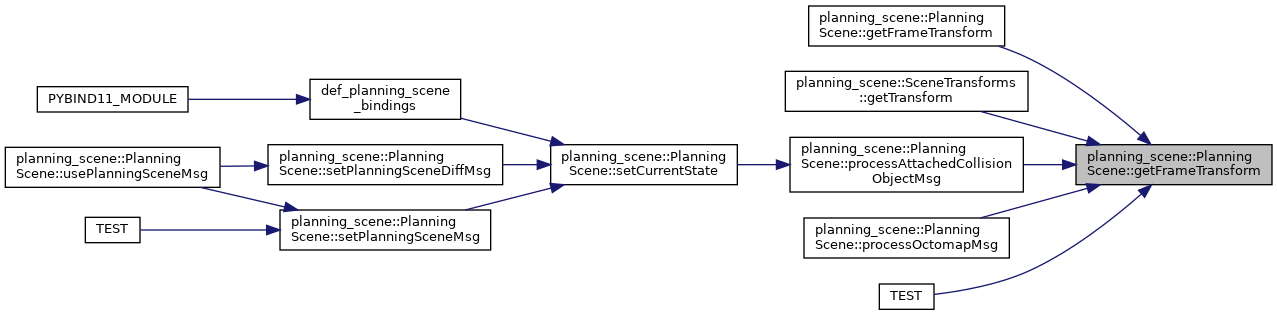 planning_scene::Planning
Scene::getFrameTransform
planning_scene::SceneTransforms
::getTransform
def_planning_scene
_bindings
PYBIND11_MODULE
planning_scene::Planning
Scene::processAttachedCollision
ObjectMsg
planning_scene::Planning
Scene::usePlanningSceneMsg
planning_scene::Planning
Scene::setPlanningSceneDiffMsg
planning_scene::Planning
Scene::setCurrentState
planning_scene::Planning
Scene::getFrameTransform
planning_scene::Planning
Scene::setPlanningSceneMsg
TEST
planning_scene::Planning
Scene::processOctomapMsg
TEST